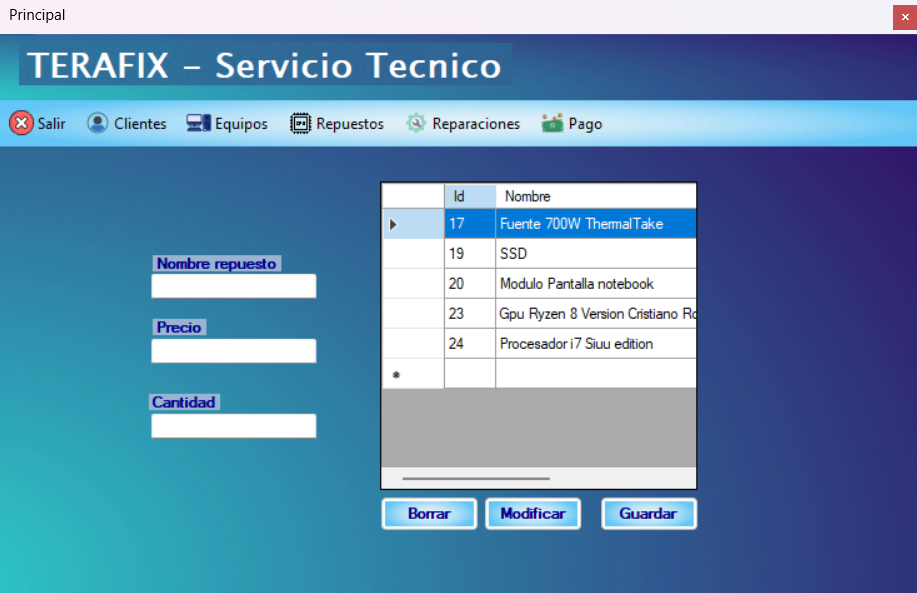 Principal
TERAFIX – Servicio Tecnico
Salir Clientes Equipos Repuestos Reparaciones Pago
Id Nombre
17 Fuente 700W ThermalTake
19 SSD
20 Modulo Pantalla notebook
23 Gpu Ryzen 8 Version Cristiano Ro
24 Procesador i7 Siuu edition
Nombre repuesto
Precio
Cantidad
Borrar Modificar Guardar